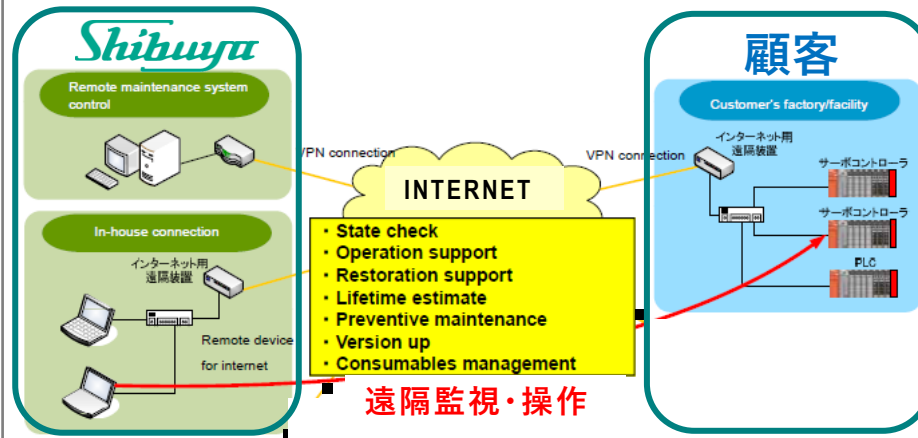 Shibuya
Remote maintenance system
control
In-house connection
インターネット用
遠隔装置
Remote device
for internet
VPN connection
INTERNET
・State check
・Operation support
・Restoration support
・Lifetime estimate
・Preventive maintenance
・Version up
・Consumables management
遠隔監視・操作
VPN connection
顧客
Customer's factory/facility
インターネット用
遠隔装置
サーボコントローラ
サーボコントローラ
PLC